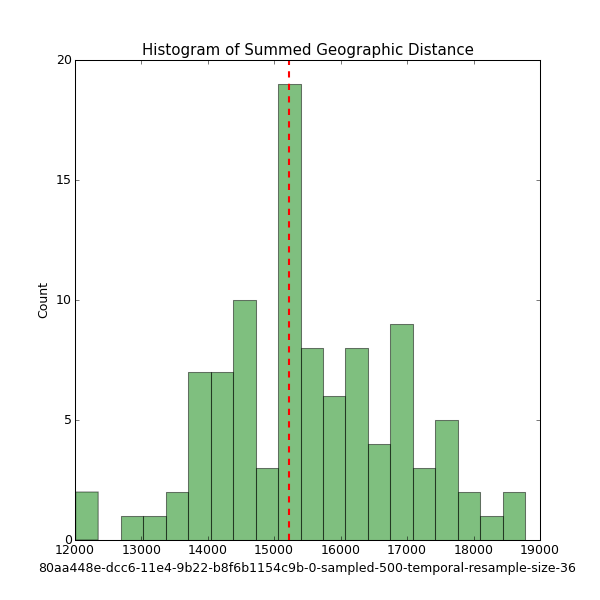 Histogram of Summed Geographic Distance
20
15
10
5
0
Count
12000 13000 14000 15000 16000 17000 18000 19000
80aa448e-dcc6-11e4-9b22-b8f6b1154c9b-0-sampled-500-temporal-resample-size-36